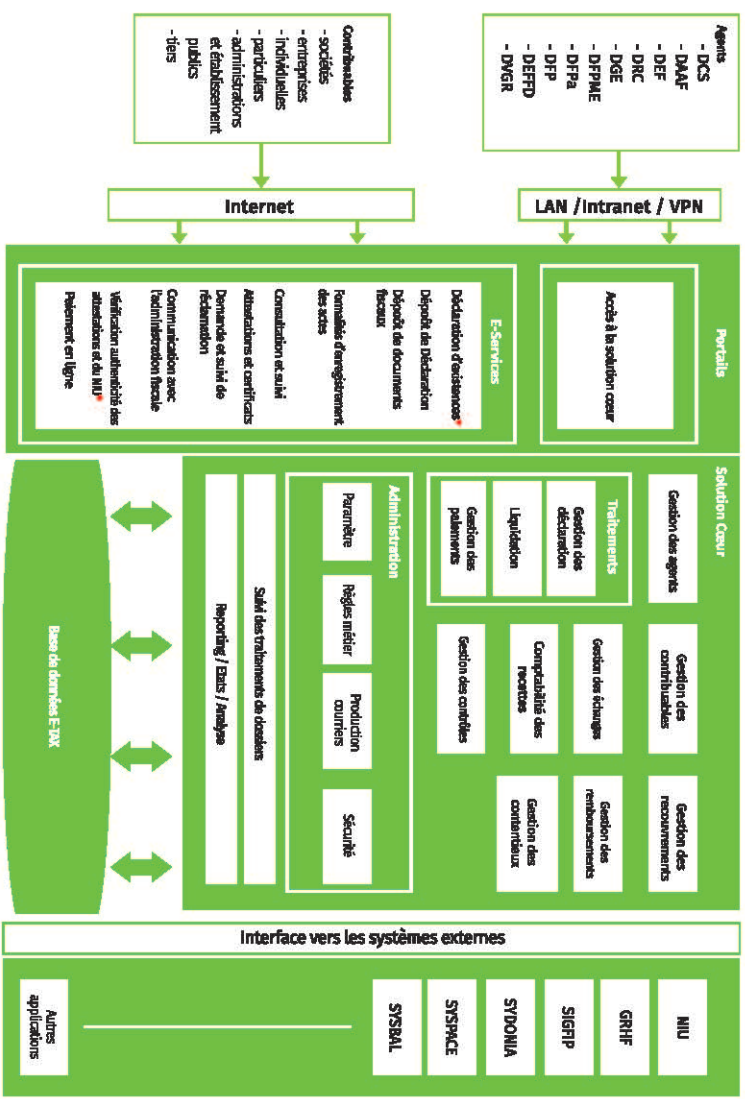 Agents
- DCS
- DAAF
- DEF
- DRC
- DGE
- DFPME
- DFPa
- DFP
- DEFFD
- DVGR
Contribuables
- sociétés
- entreprises
- individuelles
- particuliers
- administrations
et établissement
publics
- tiers
LAN /Intranet / VPN
Internet
Portails
Accès à la solution cœur
E-Services
Déclaration d'existences*
Dépoôt de Déclaration
Dépoôt de documents
fiscaux
Formalités d'enregistrement
des actes
Consultation et suivi
Attestations et certificats
Demande et suivi de
réclamation
Communication avec
l'administration fiscale
Vérification authenticité des
attestations et du NIU*
Paiement en ligne
Solution Cœur
Gestion des agents
Gestion des
contribuables
Gestion des
recouvrements
Traitements
Gestion des
déclaration
Liquidation
Gestion des
paiements
Gestion des échanges
Gestion des
remboursements
Comptabilité des
recettes
Gestion des
contentieux
Gestion des contrôles
Administration
Paramètre
Règles métier
Production
courriers
Sécurité
Suivi des traitements de dossiers
Reporting / Etats / Analyse
Base de données E-TAX
Interface vers les systèmes externes
NIU
GRHF
SIGFIP
SYDONIA
SYSPACE
SYSBAL
Autres
applications